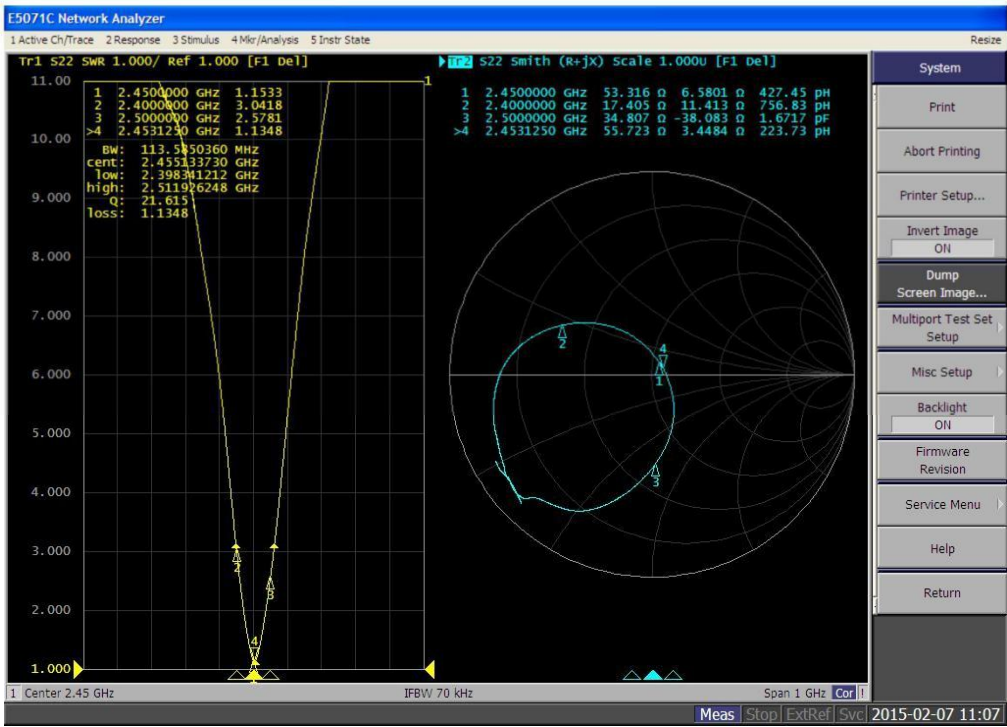 E5071C Network Analyzer
1 Active Ch/Trace 2 Response 3 Stimulus 4 Mkr/Analysis 5 Instr State
Resize
Tr1 S22 SWR 1.000/ Ref 1.000 [F1 Del]
11.00
10.00
9.000
8.000
7.000
6.000
5.000
4.000
3.000
2.000
1.000
1
1 2.4500000 GHz 1.1533
2 2.4000000 GHz 3.0418
3 2.5000000 GHz 2.5781
>4 2.4531250 GHz 1.1348
BW: 113.5850360 MHz
cent: 2.455133730 GHz
low: 2.398341212 GHz
high: 2.511926248 GHz
Q: 21.615
loss: 1.1348
2
3
4
Tr2 S22 Smith (R+jX) Scale 1.000U [F1 Del]
1 2.4500000 GHz 53.316 Ω 6.5801 Ω 427.45 pH
2 2.4000000 GHz 17.405 Ω 11.413 Ω 756.83 pH
3 2.5000000 GHz 34.807 Ω -38.083 Ω 1.6717 pF
>4 2.4531250 GHz 55.723 Ω 3.4484 Ω 223.73 pH
2
4
1
3
System
Print
Abort Printing
Printer Setup...
Invert Image
ON
Dump
Screen Image...
Multiport Test Set
Setup
Misc Setup
Backlight
ON
Firmware
Revision
Service Menu
Help
Return
1 Center 2.45 GHz
IFBW 70 kHz
Span 1 GHz Cor !
Meas Stop ExtRef Svc 2015-02-07 11:07